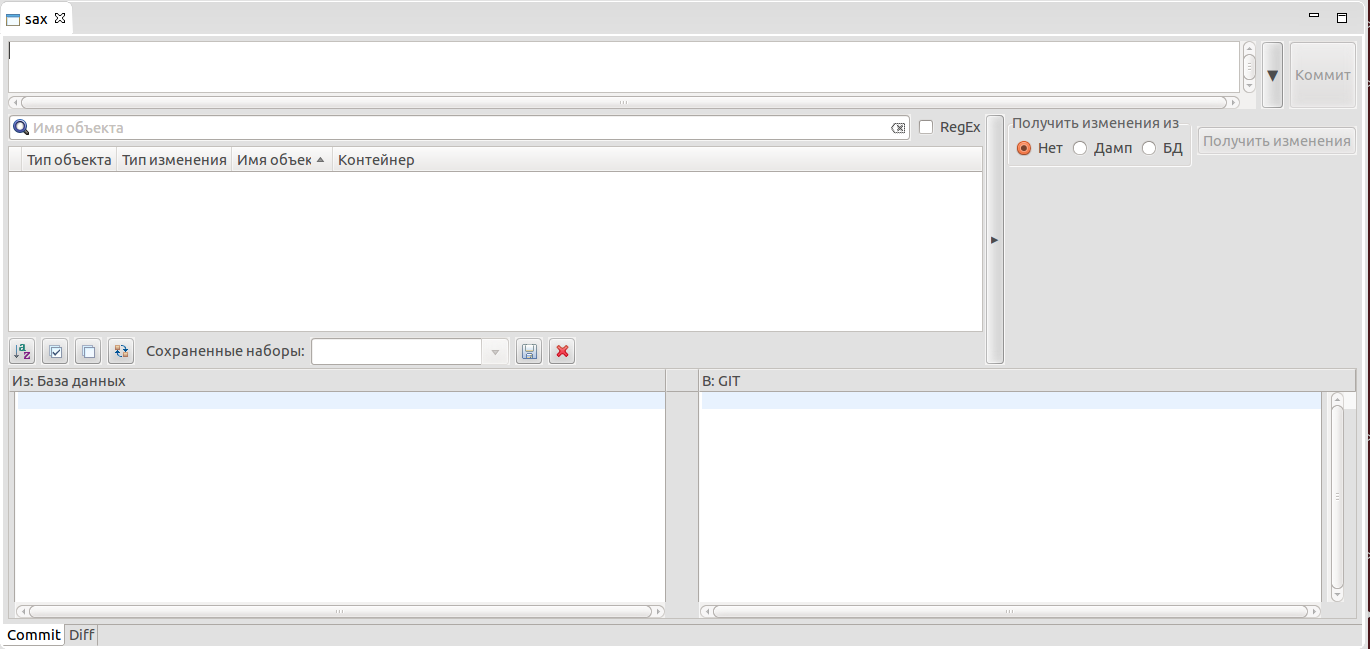 sax
Коммит
Имя объекта
RegEx
Получить изменения из
Нет Дамп БД
Получить изменения
Тип объекта Тип изменения Имя объек Контейнер
Сохраненные наборы:
Из: База данных
В: GIT
Commit Diff